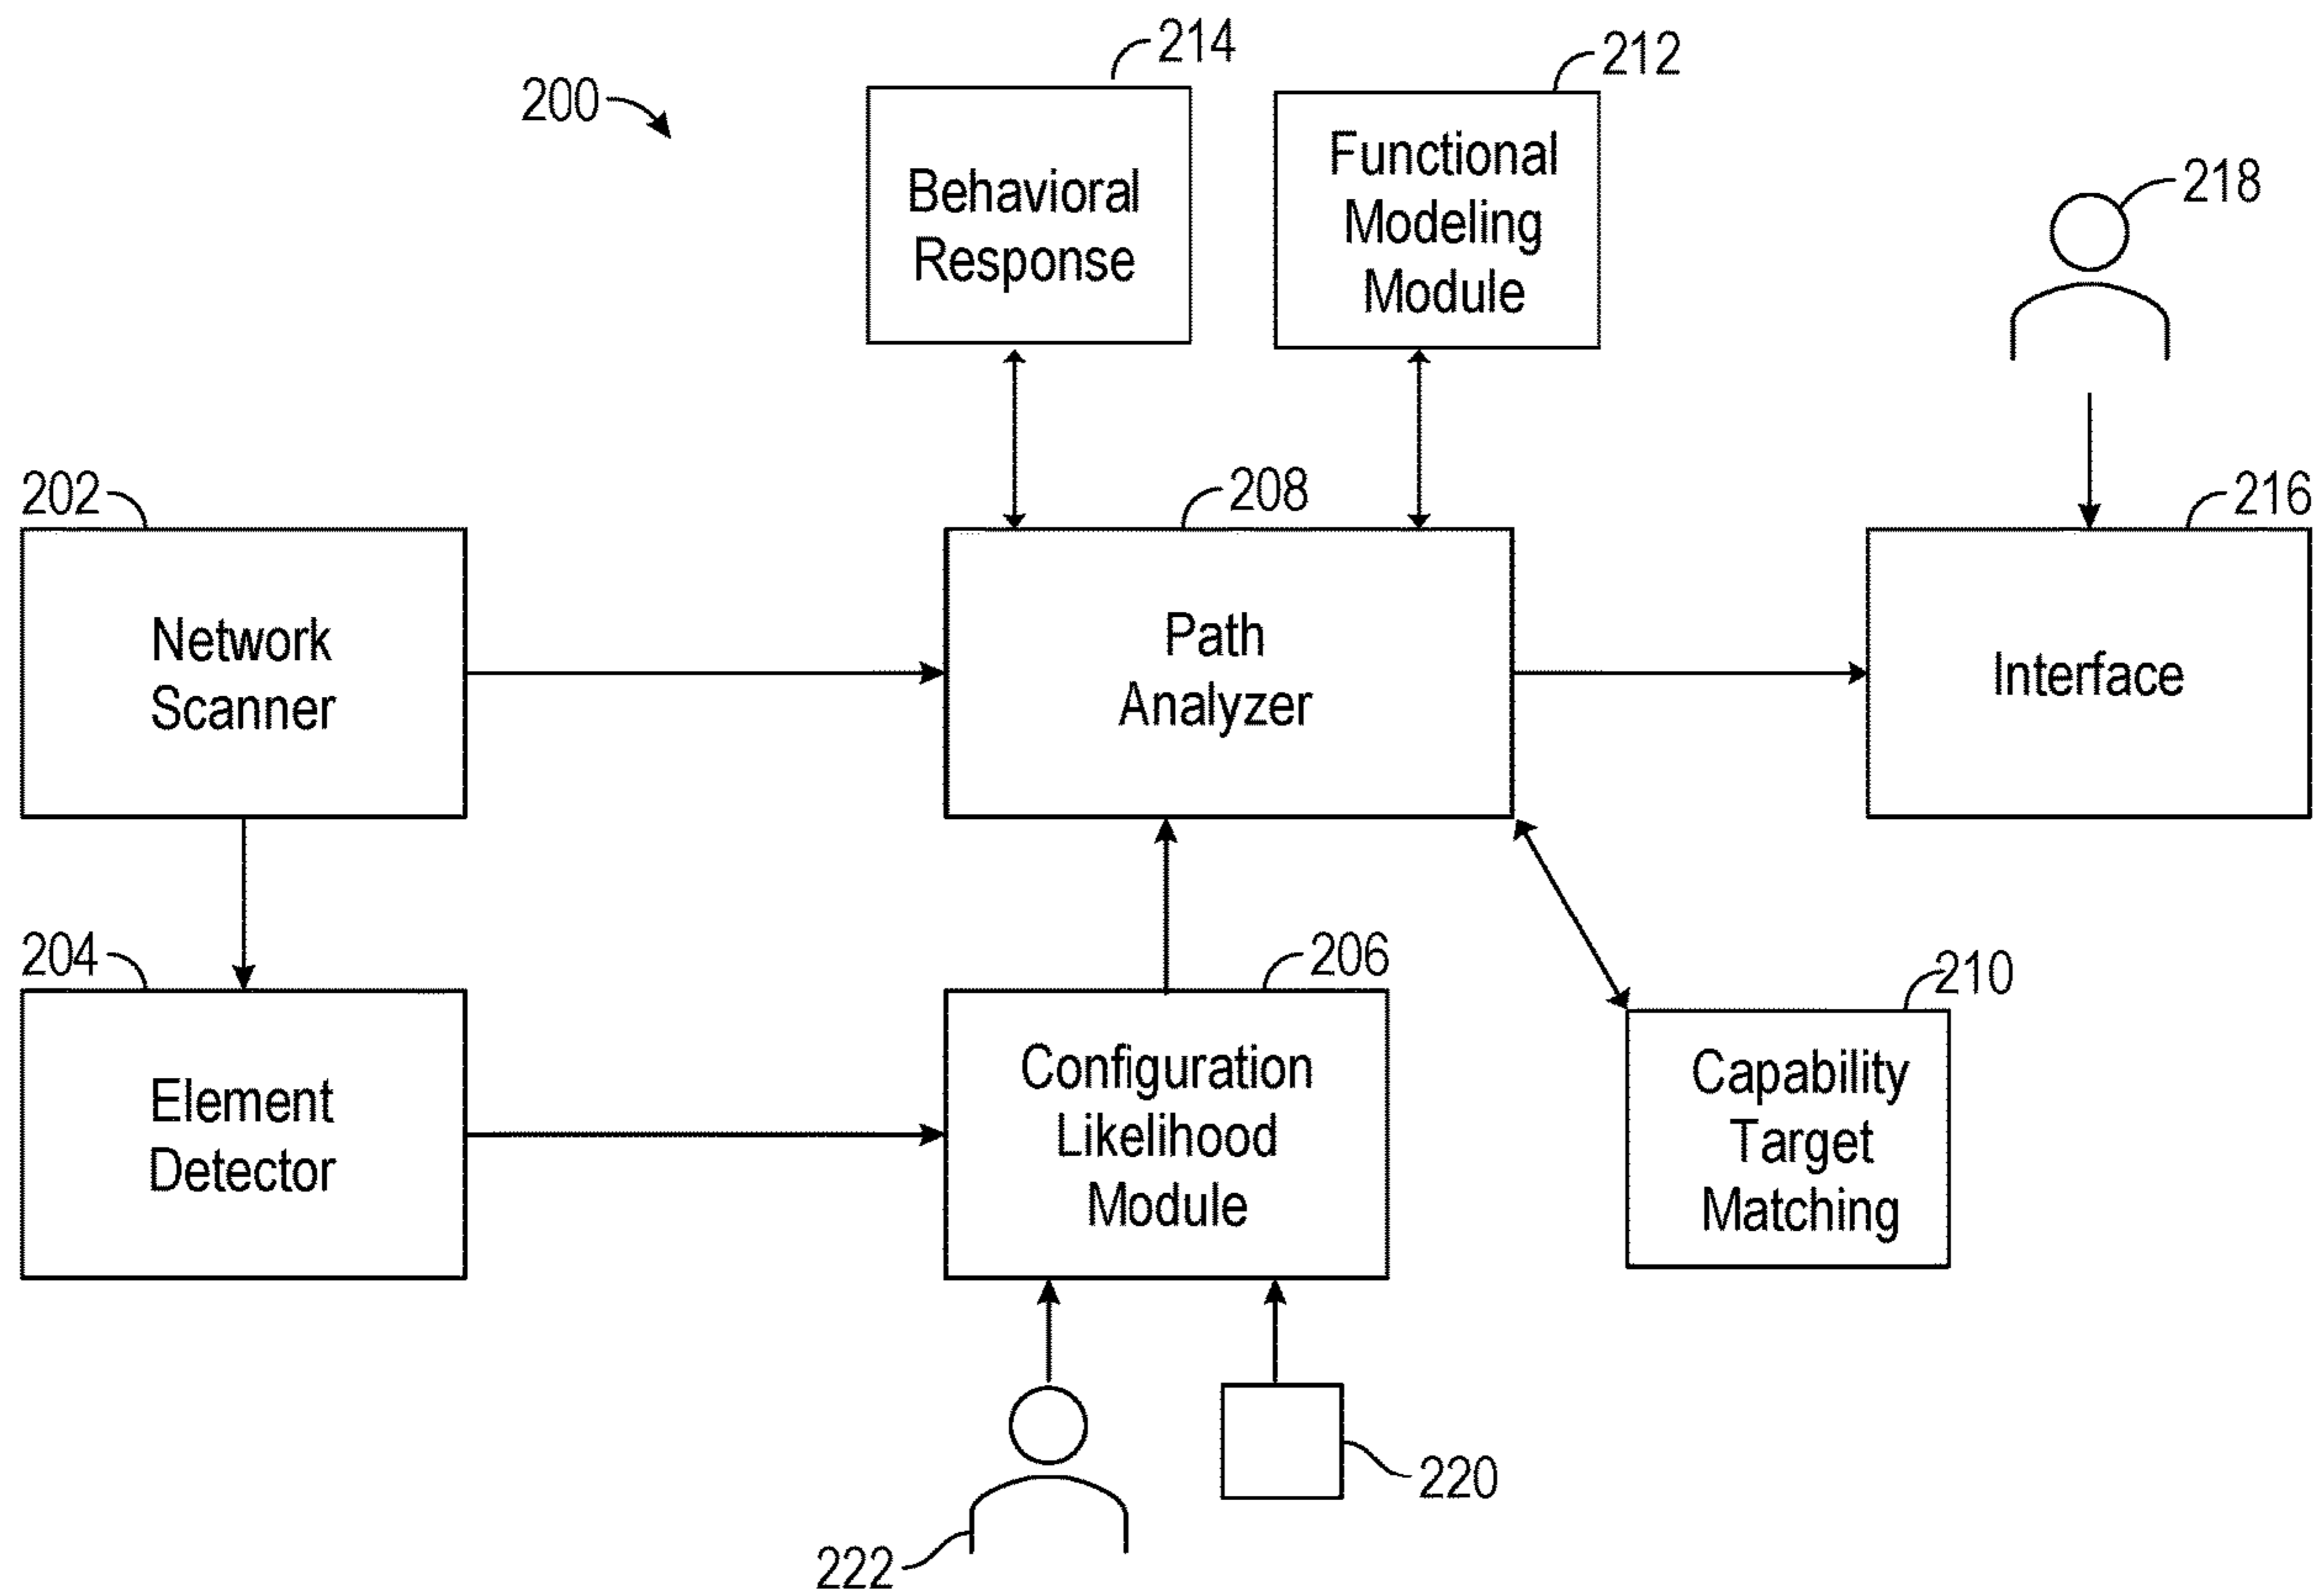 214
212
200
Behavioral
Response
Functional
Modeling
Module
218
202
208
216
Network
Scanner
Path
Analyzer
Interface
204
206
210
Element
Detector
Configuration
Likelihood
Module
Capability
Target
Matching
220
222